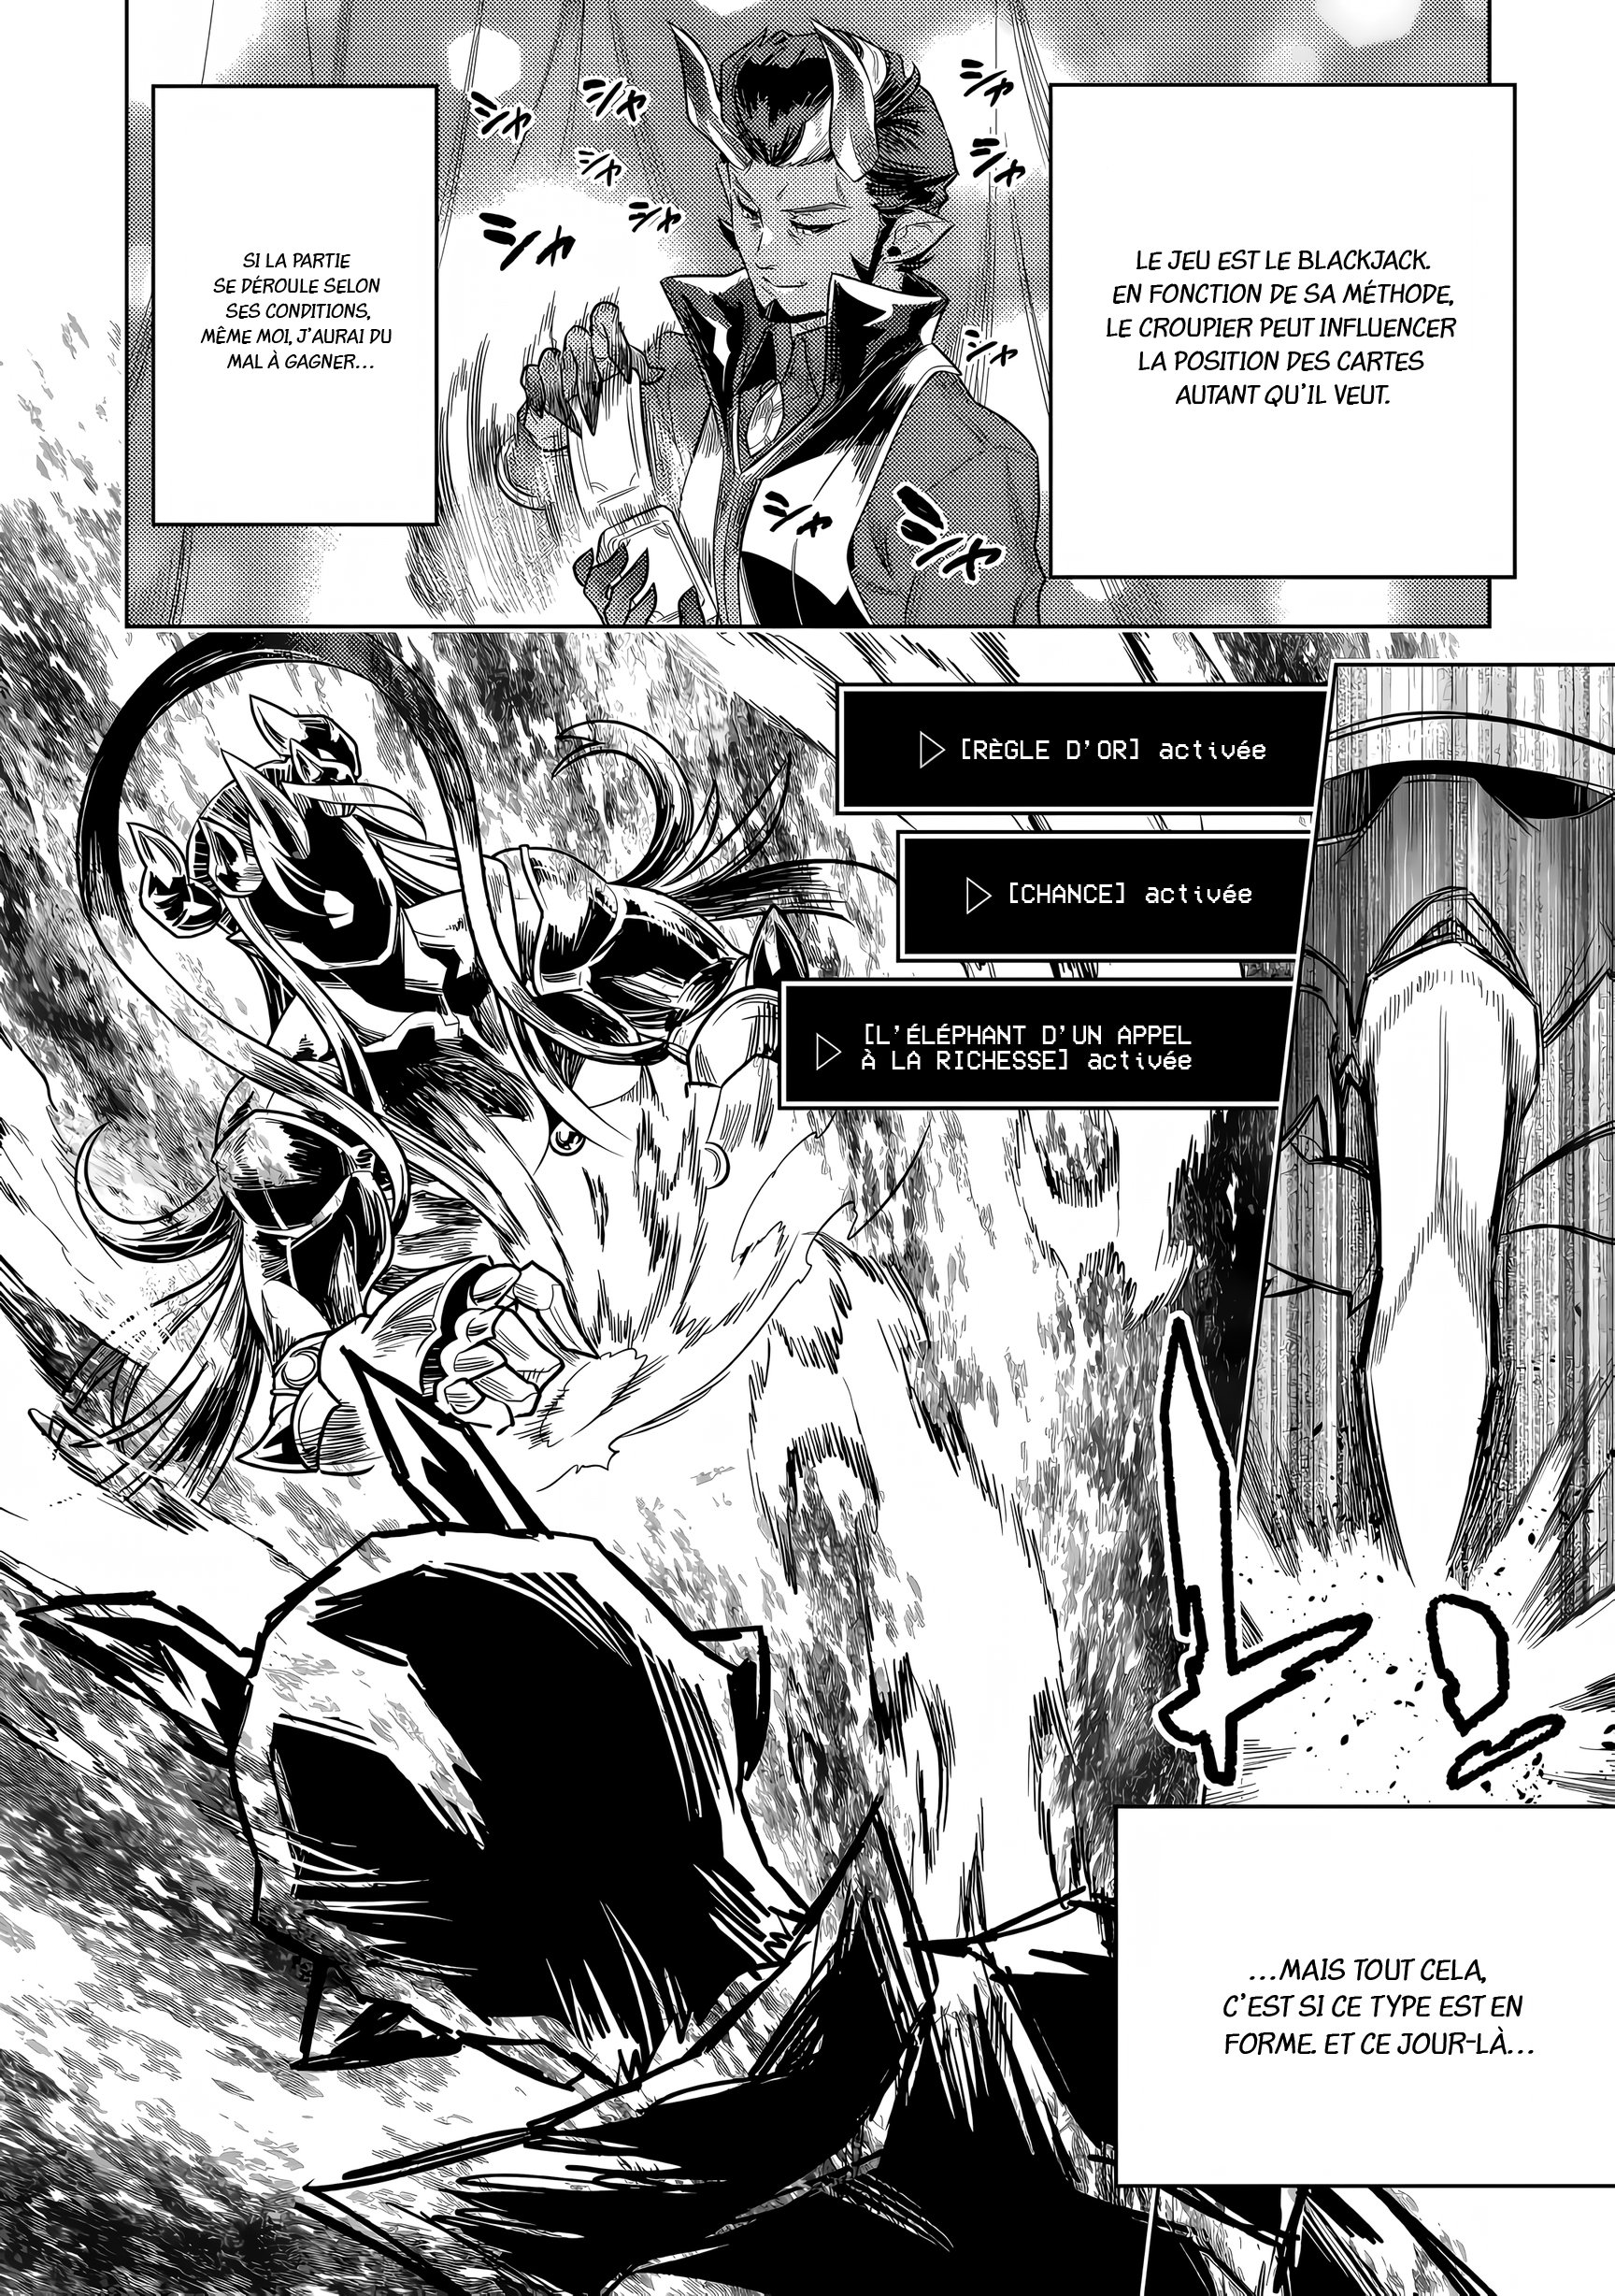 LE JEU EST LE BLACKJACK.
EN FONCTION DE SA MÉTHODE,
LE CROUPIER PEUT INFLUENCER
LA POSITION DES CARTES
AUTANT QU'IL VEUT.
SI LA PARTIE
SE DÉROULE SELON
SES CONDITIONS,
MÊME MOI, J'AURAI DU
MAL À GAGNER...
シャ
シャ
シャ
シャ
シャ
シャ
シャ
シャ
シャ
シャ
▷ [RÈGLE D'OR] activée
▷ [CHANCE] activée
▷ [L'ÉLÉPHANT D'UN APPEL
À LA RICHESSE] activée
...MAIS TOUT CELA,
C'EST SI CE TYPE EST EN
FORME. ET CE JOUR-LÀ...